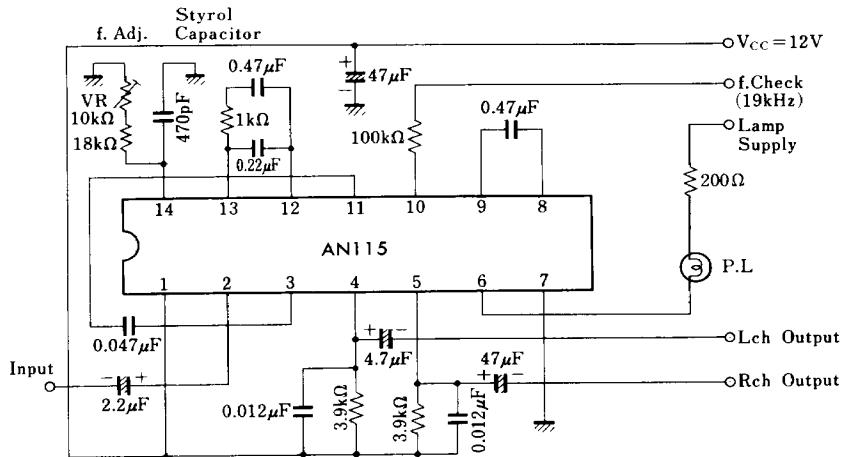 f. Adj.
Styrol
Capacitor
V_CC=12V
0.47μF
+
47μF
-
f.Check
(19kHz)
VR
10kΩ
18kΩ
470pF
1kΩ
0.22μF
100kΩ
0.47μF
Lamp
Supply
200Ω
14 13 12 11 10 9 8
AN115
P.L
1 2 3 4 5 6 7
0.047μF
+ -
4.7μF
Lch Output
Input
- +
2.2μF
47μF
+ -
Rch Output
0.012μF
3.9kΩ
3.9kΩ
0.012μF